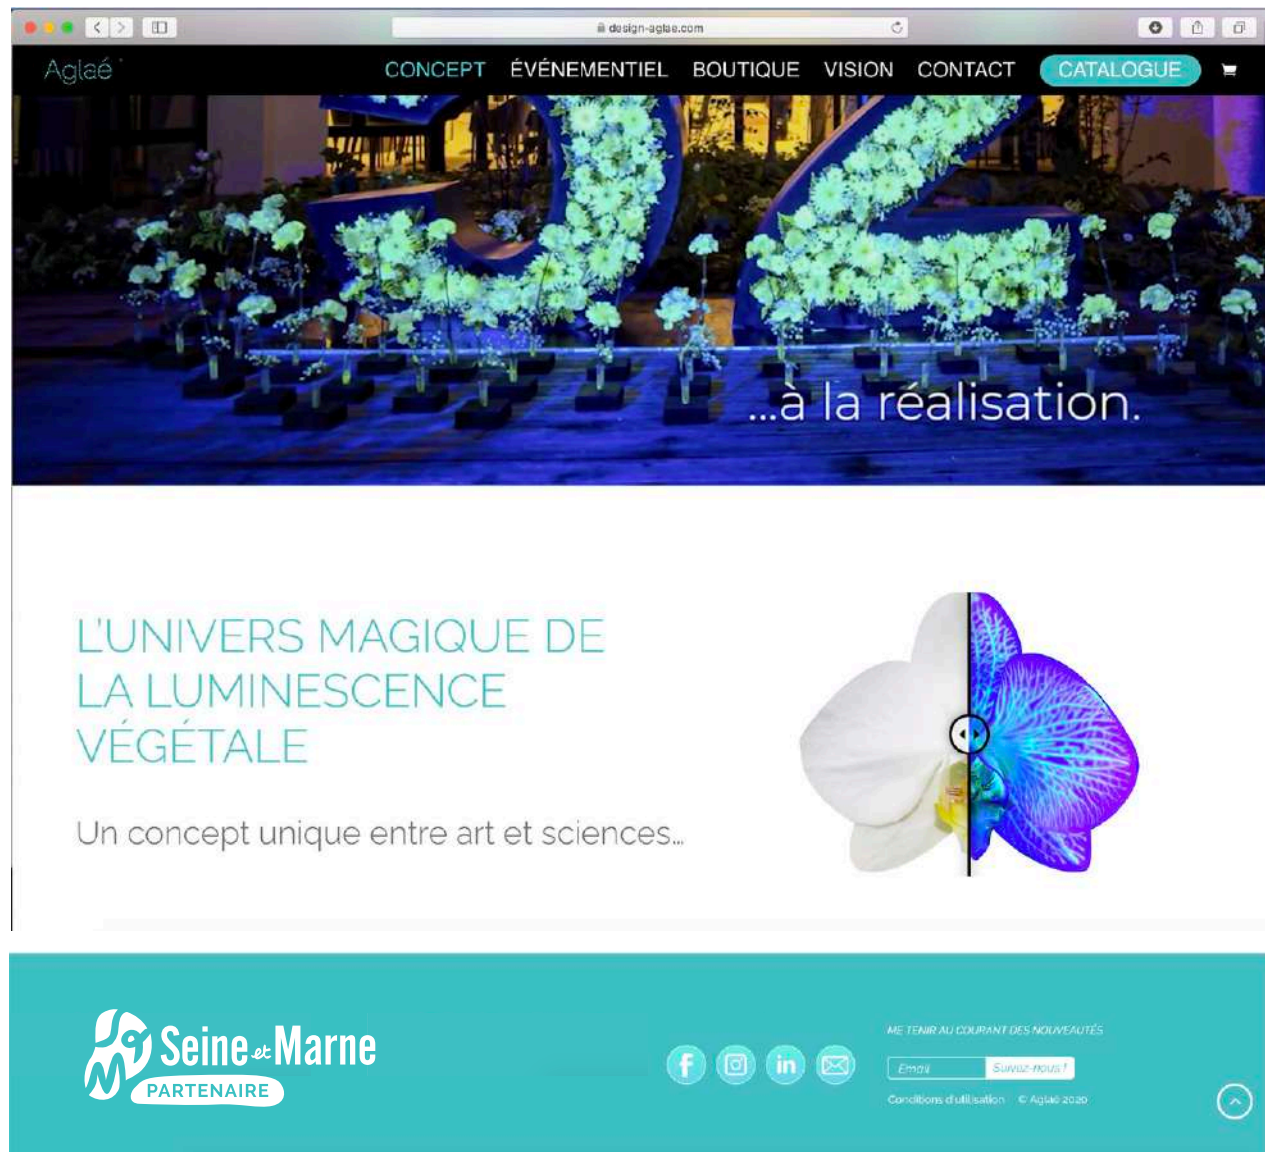 design-aglae.com
Aglaé
CONCEPT ÉVÉNEMENTIEL BOUTIQUE VISION CONTACT CATALOGUE
...à la réalisation.
L'UNIVERS MAGIQUE DE
LA LUMINESCENCE
VÉGÉTALE
Un concept unique entre art et sciences...
Seine et Marne
PARTENAIRE
f in
ME TENIR AU COURANT DES NOUVEAUTÉS
Email Suivez-nous !
Conditions d'utilisation © Aglaé 2020